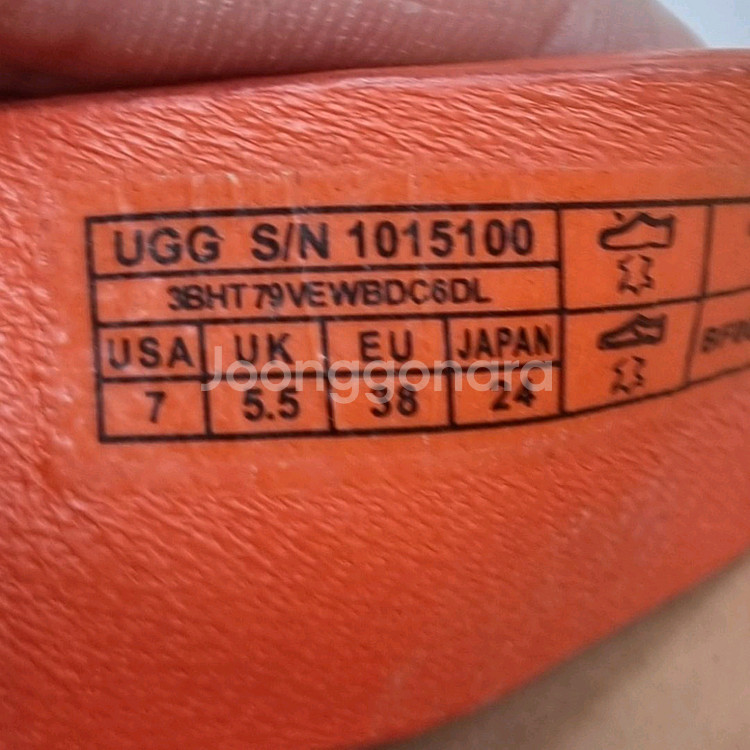 UGG S/N 1015100
3BHT79VEWBDC6DL
USA UK EU JAPAN
7 5.5 38 24
Joonggonara